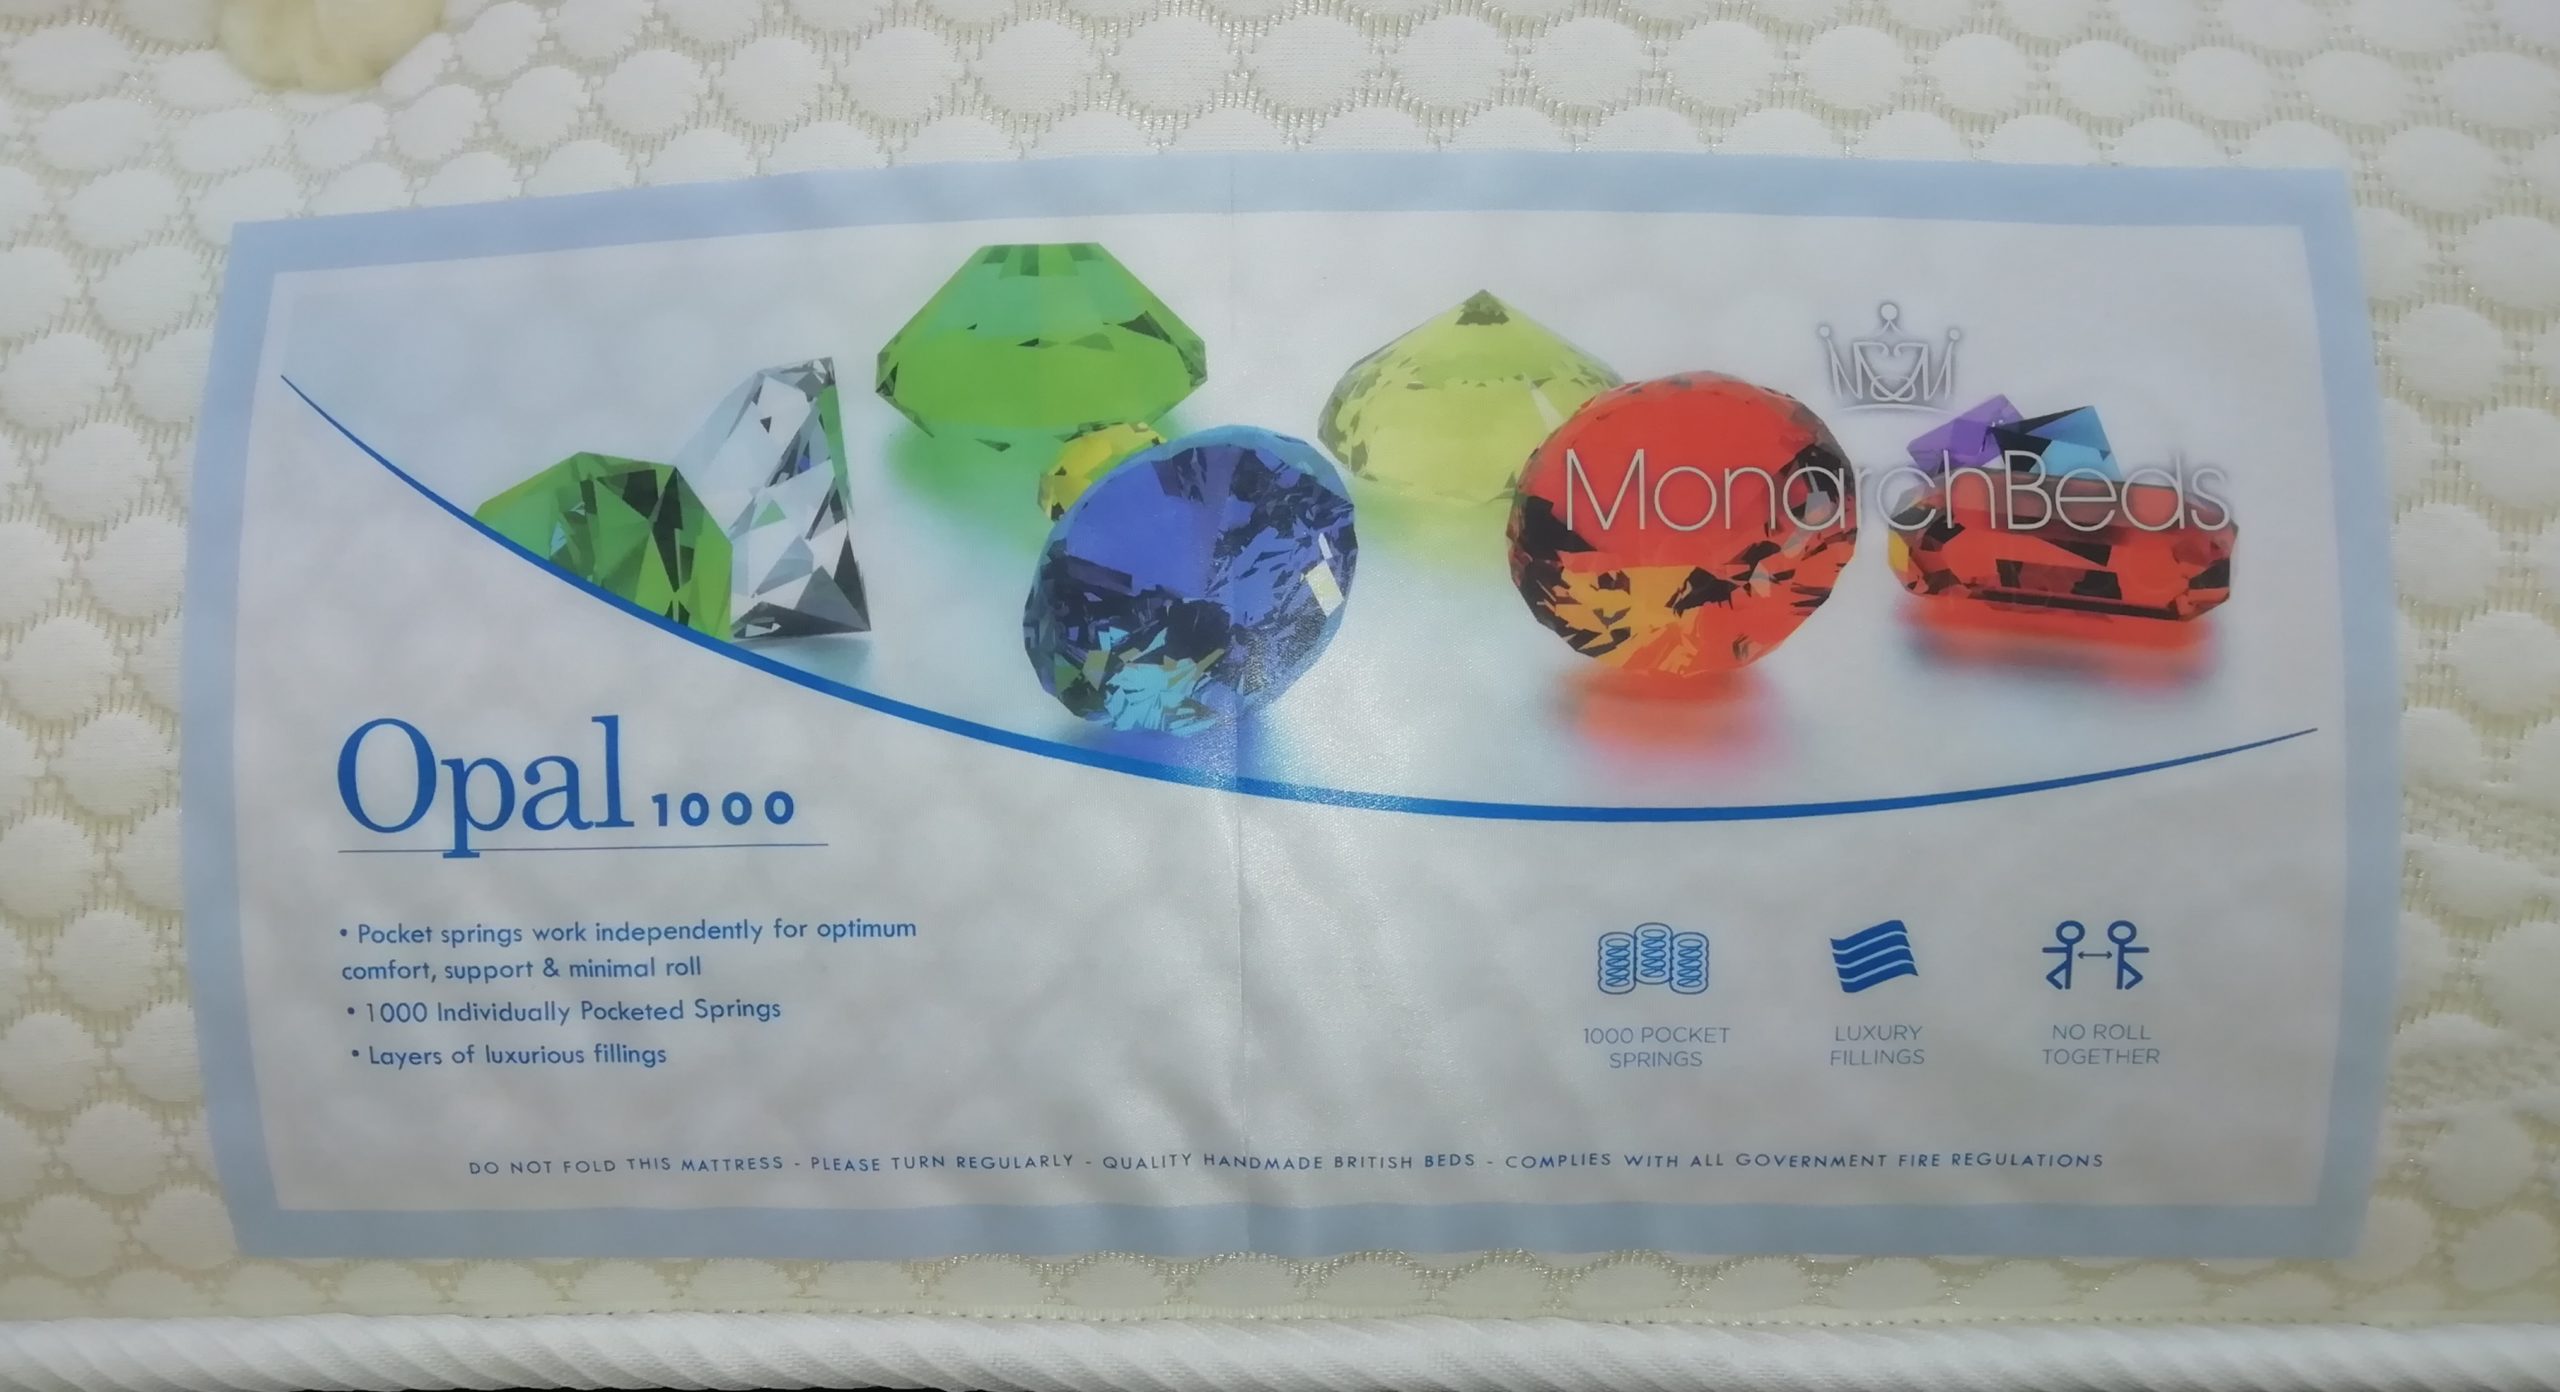 MonarchBeds
Opal 1000
• Pocket springs work independently for optimum
comfort, support & minimal roll
• 1000 Individually Pocketed Springs
• Layers of luxurious fillings
1000 POCKET
SPRINGS
LUXURY
FILLINGS
NO ROLL
TOGETHER
DO NOT FOLD THIS MATTRESS - PLEASE TURN REGULARLY - QUALITY HANDMADE BRITISH BEDS - COMPLIES WITH ALL GOVERNMENT FIRE REGULATIONS